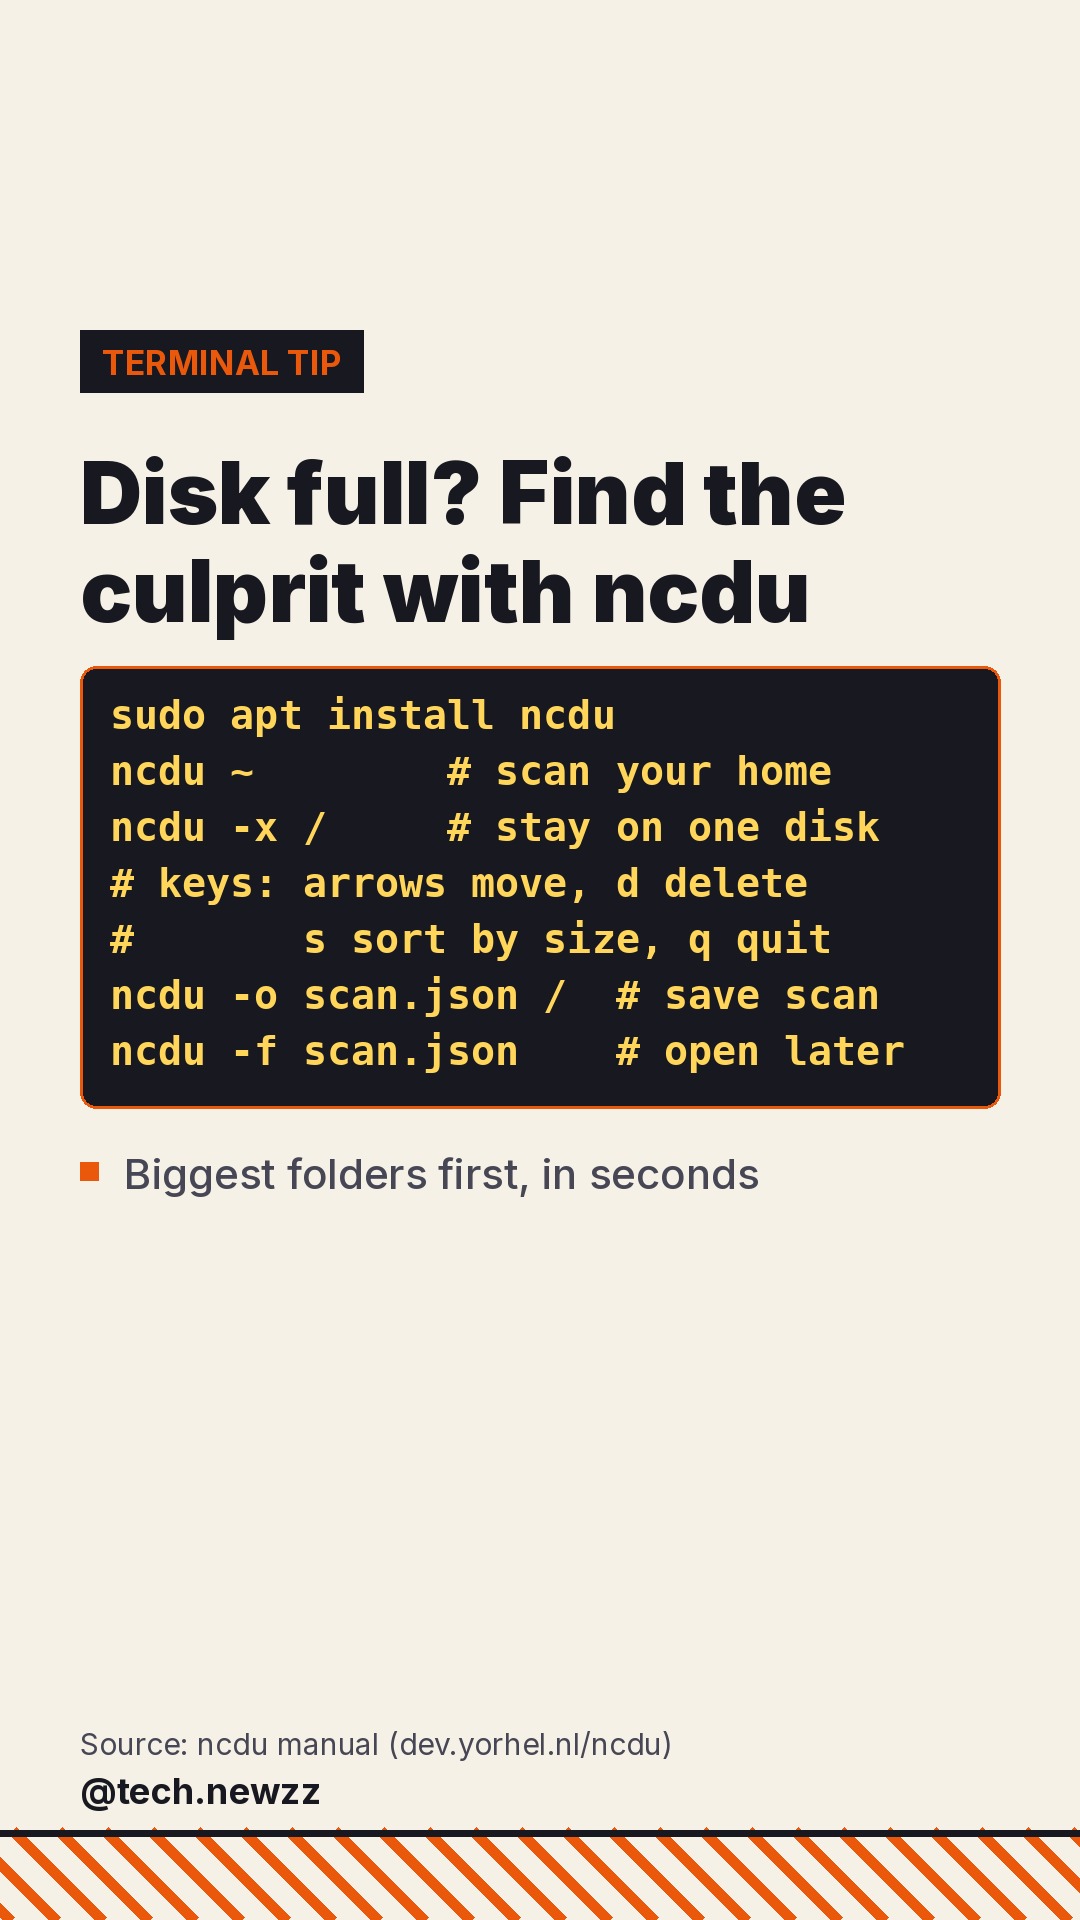 TERMINAL TIP
Disk full? Find the
culprit with ncdu
sudo apt install ncdu
ncdu ~        # scan your home
ncdu -x /     # stay on one disk
# keys: arrows move, d delete
#       s sort by size, q quit
ncdu -o scan.json /  # save scan
ncdu -f scan.json    # open later
Biggest folders first, in seconds
Source: ncdu manual (dev.yorhel.nl/ncdu)
@tech.newzz